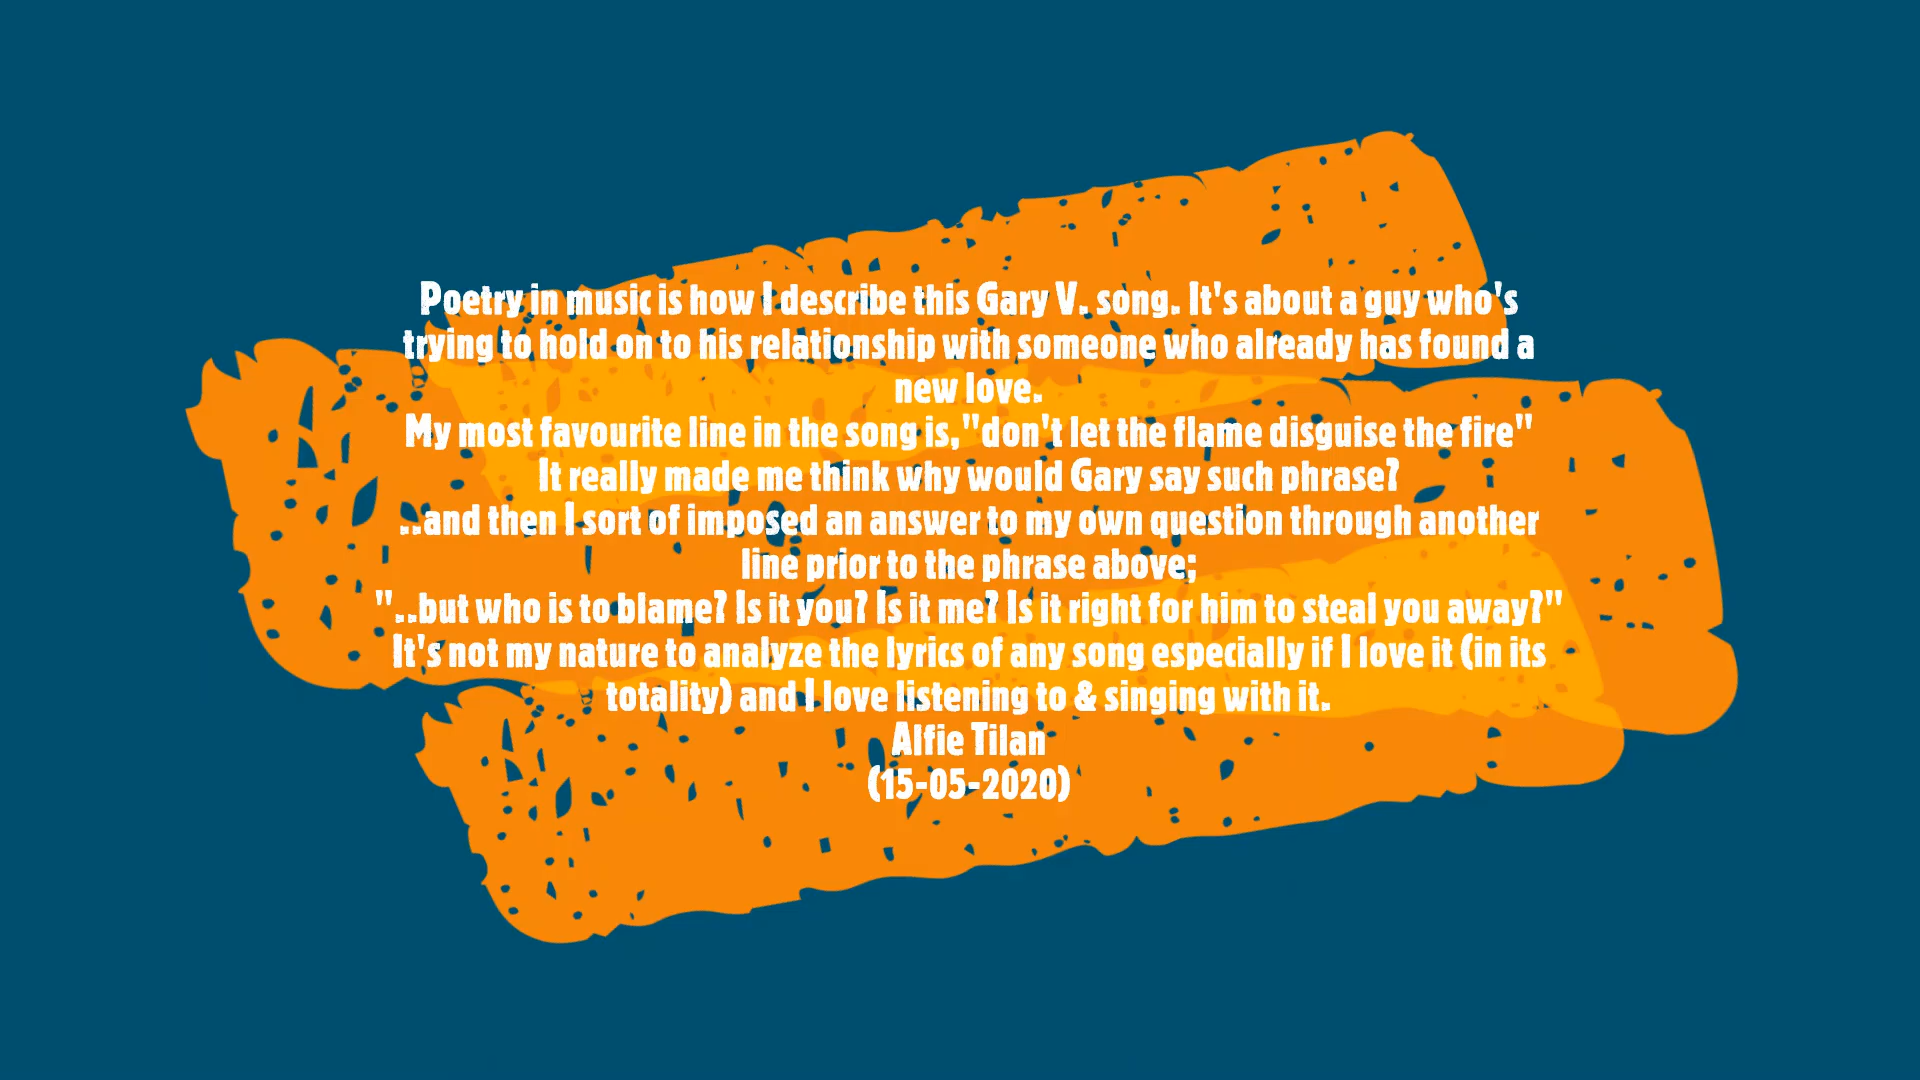 Poetry in music is how I describe this Gary V. song. It's about a guy who's
trying to hold on to his relationship with someone who already has found a
new love.
My most favourite line in the song is,"don't let the flame disguise the fire"
It really made me think why would Gary say such phrase?
..and then I sort of imposed an answer to my own question through another
line prior to the phrase above;
"..but who is to blame? Is it you? Is it me? Is it right for him to steal you away?"
It's not my nature to analyze the lyrics of any song especially if I love it (in its
totality) and I love listening to & singing with it.
Alfie Tilan
(15-05-2020)